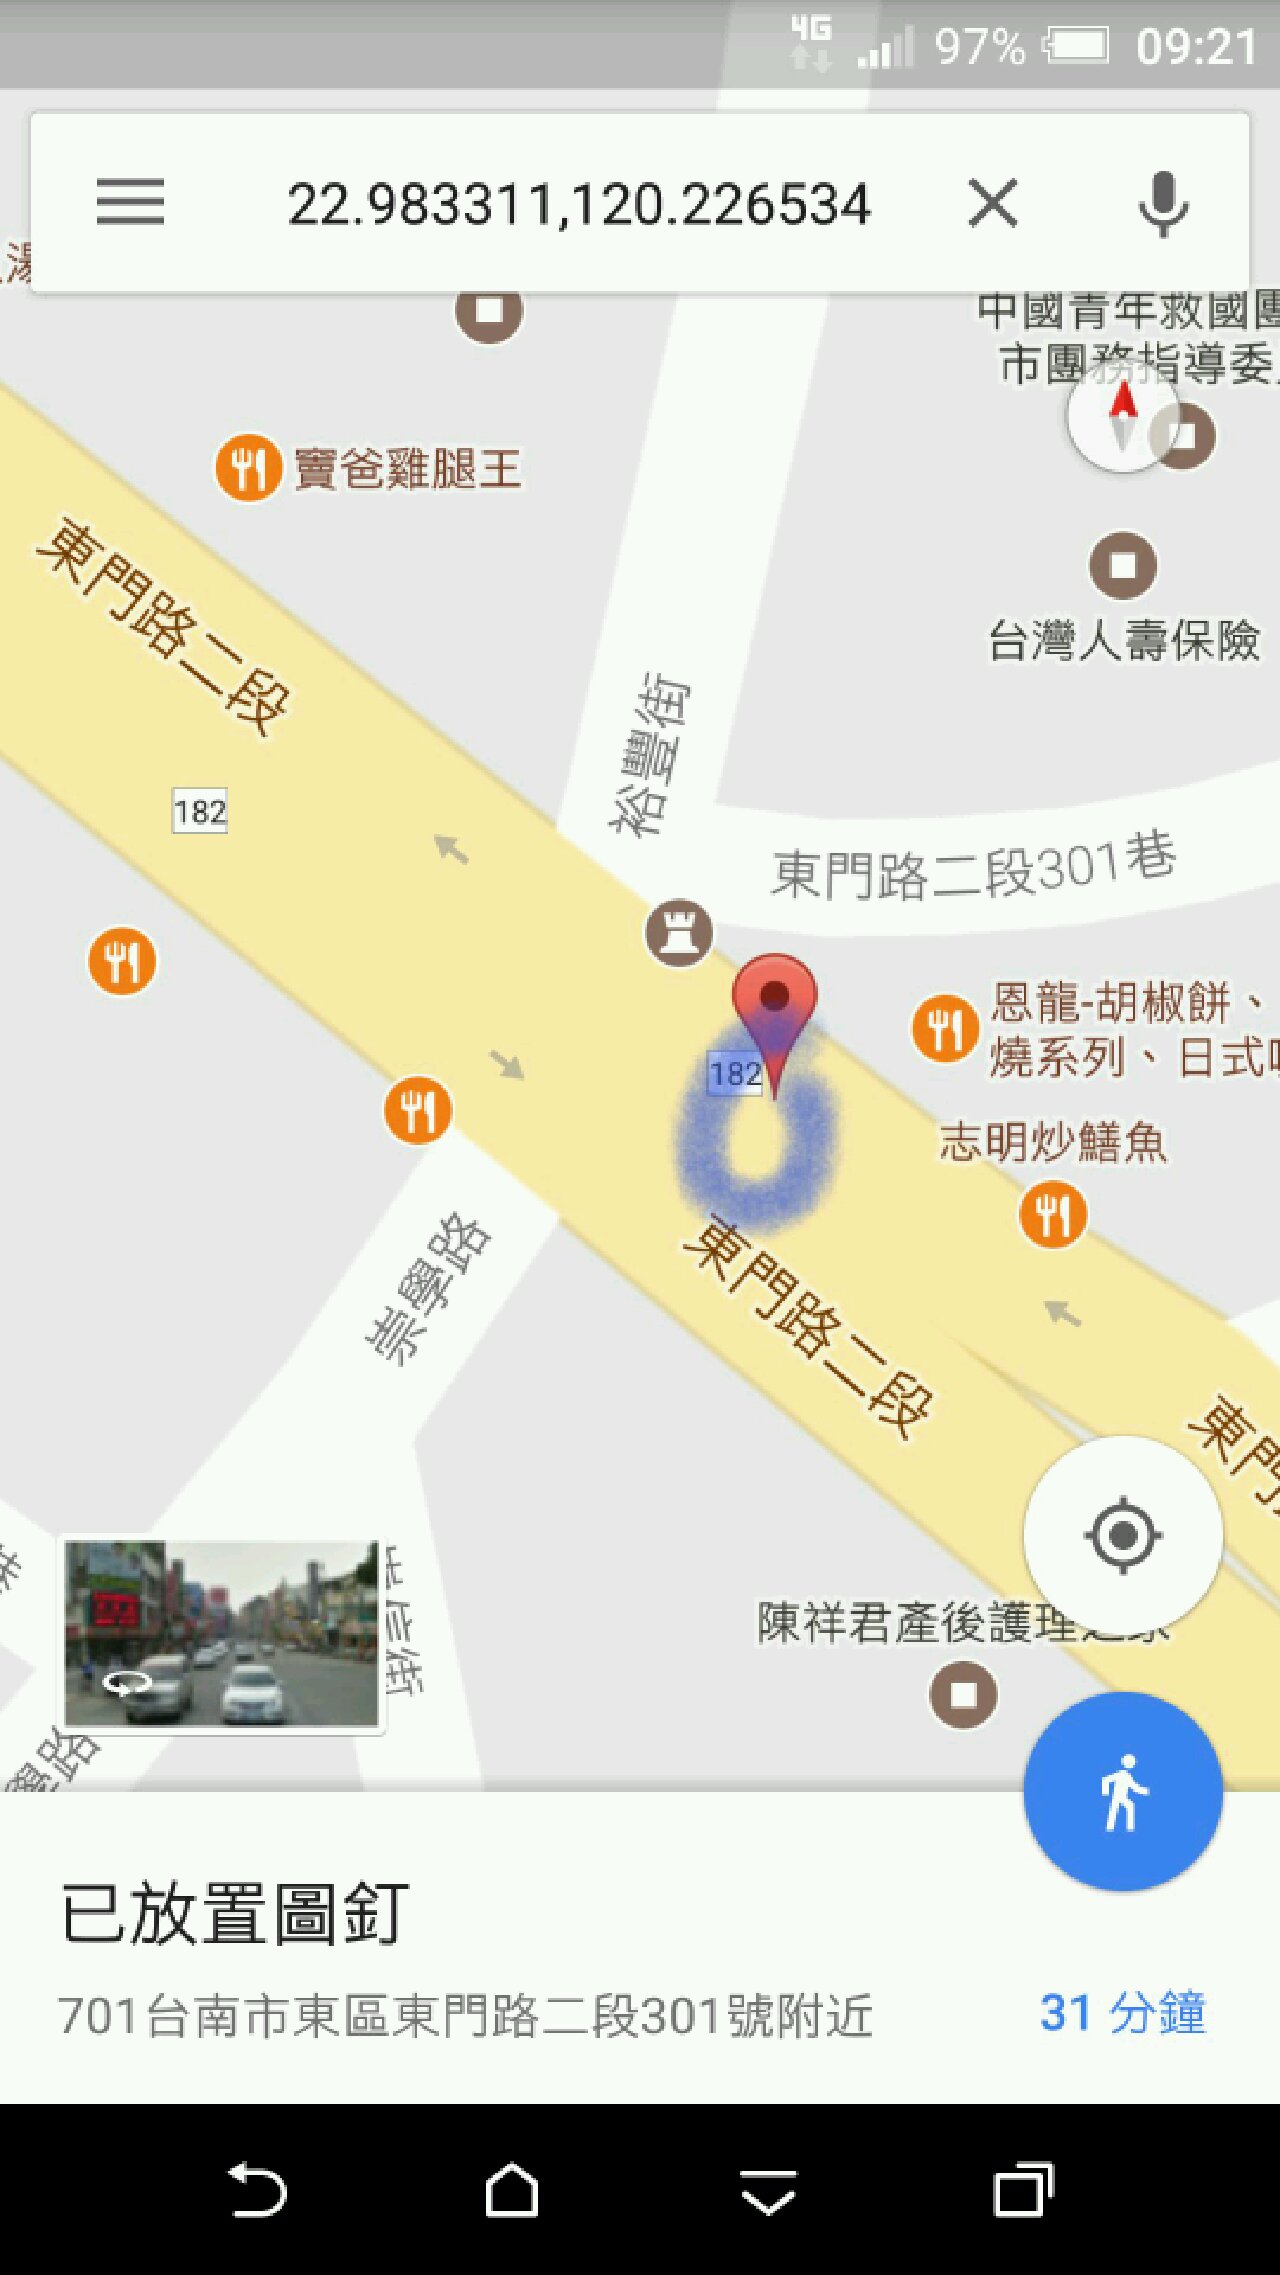 4G 97% 09:21
22.983311,120.226534
中國青年救國團
市團務指導委
竇爸雞腿王
東門路二段
台灣人壽保險
裕豐街
182
東門路二段301巷
恩龍-胡椒餅、
燒系列、日式
182
志明炒鱔魚
崇學路
東門路二段
東門
陳祥君產後護理之家
學路
已放置圖釘
701台南市東區東門路二段301號附近
31 分鐘